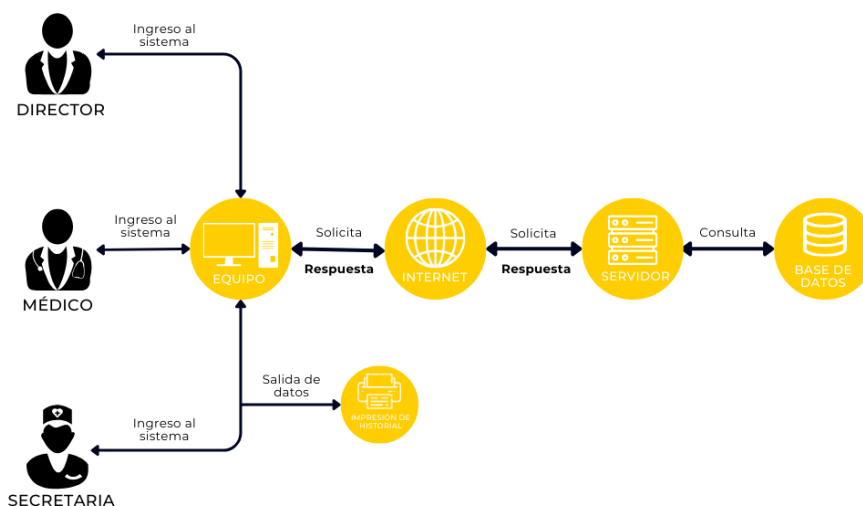 Ingreso al
sistema
DIRECTOR
Ingreso al
sistema
MÉDICO
EQUIPO
Solicita
Respuesta
INTERNET
Solicita
Respuesta
SERVIDOR
Consulta
BASE DE
DATOS
Salida de
datos
IMPRESIÓN DE
HISTORIAL
Ingreso al
sistema
SECRETARIA